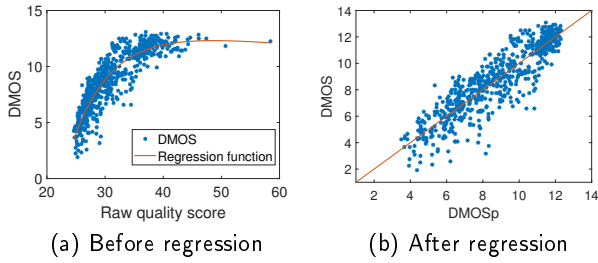 15
10
5
0
DMOS
20
30
40
50
60
Raw quality score
DMOS
Regression function
(a) Before regression
14
12
10
8
6
4
2
DMOS
2
4
6
8
10
12
14
DMOSp
(b) After regression